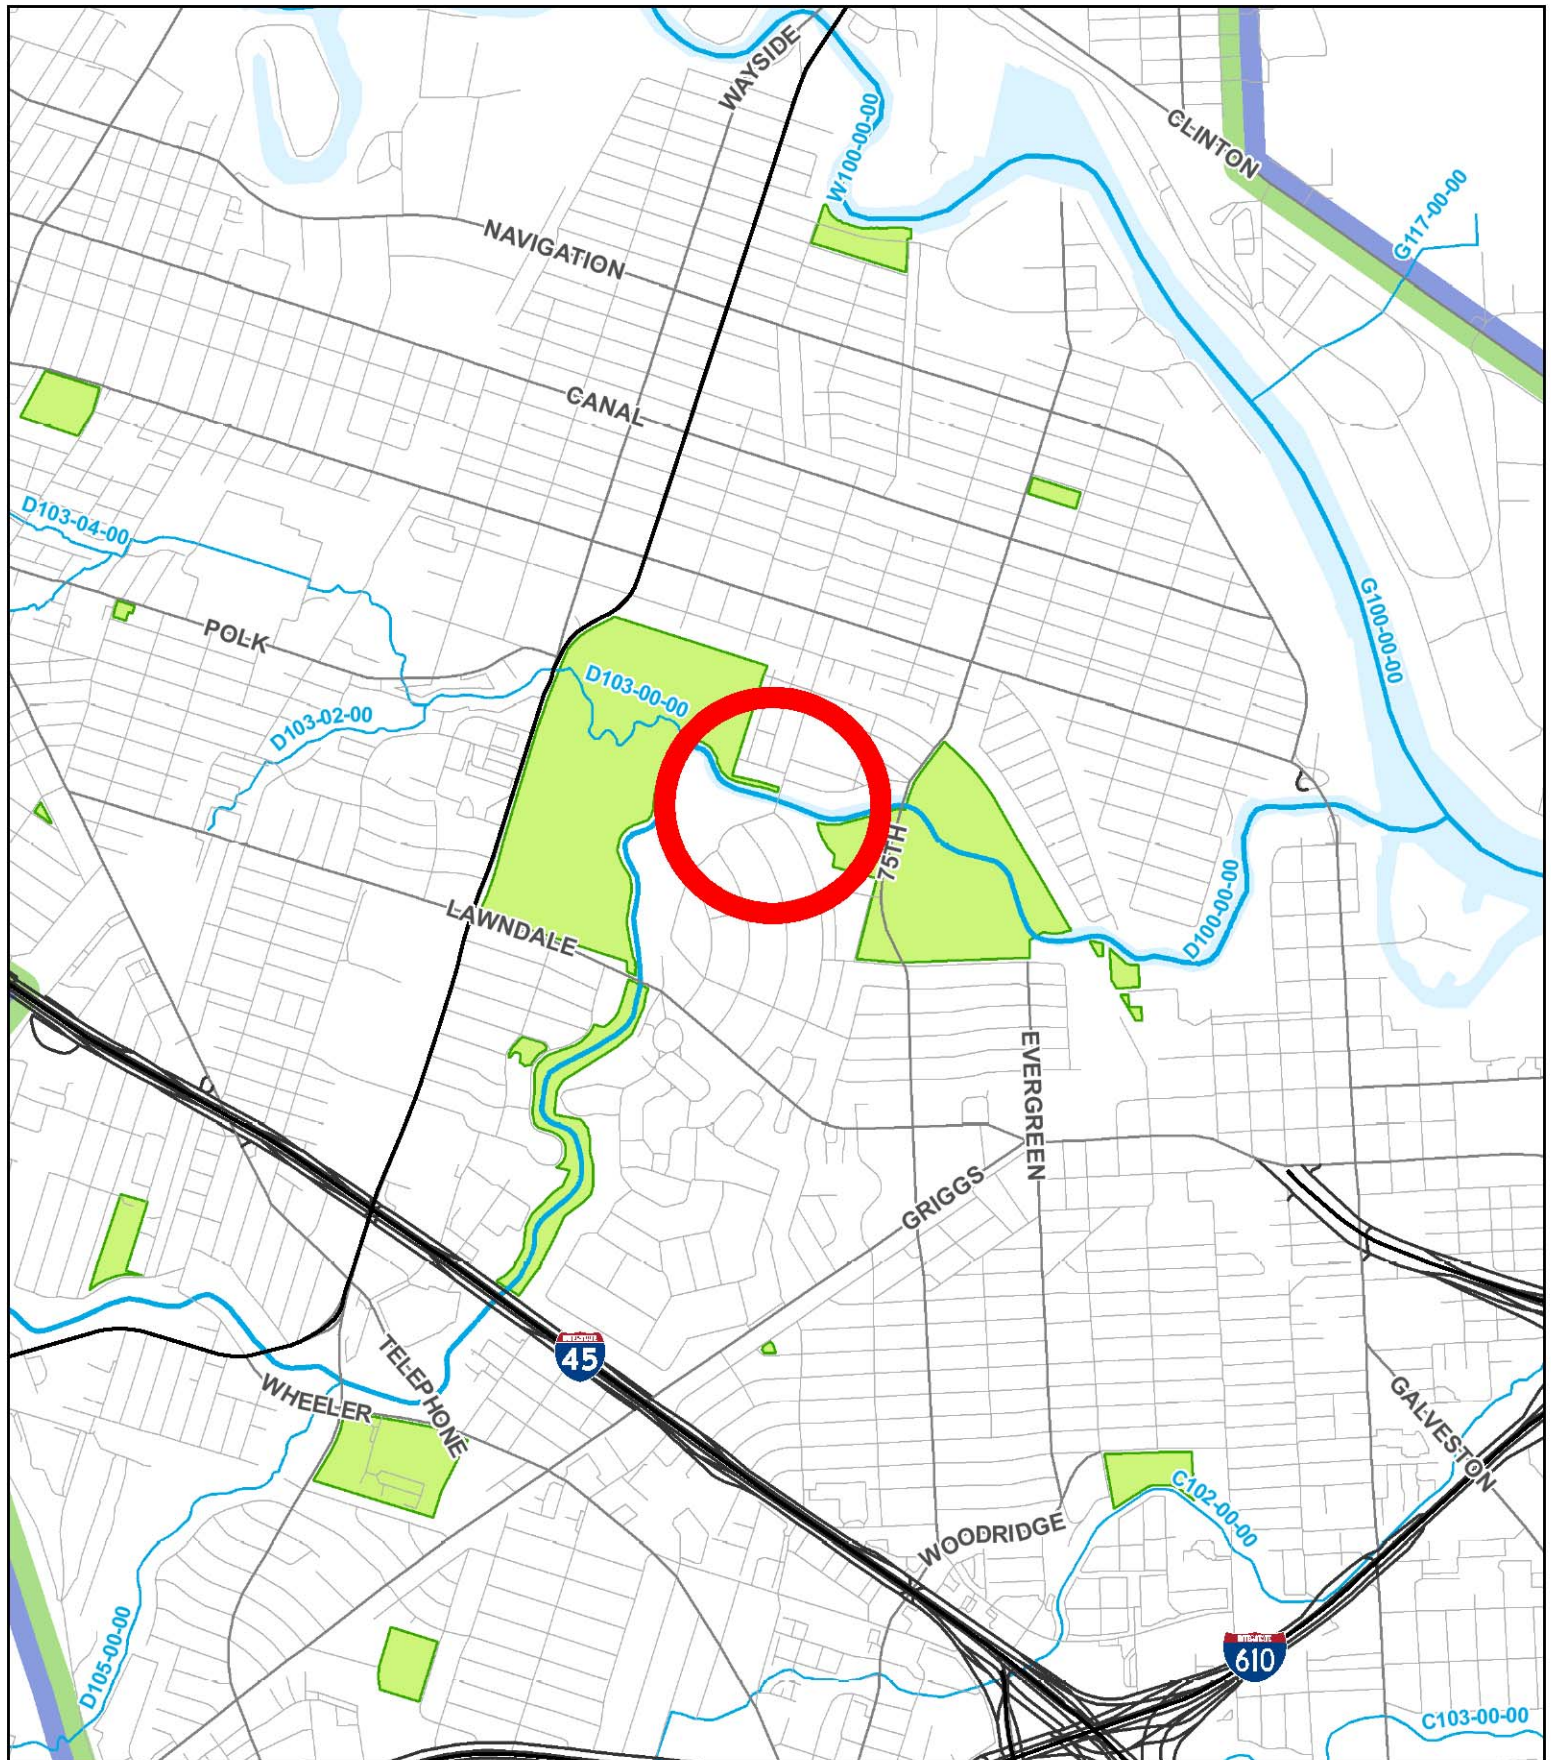 WAYSIDE
CLINTON
W100-00-00
G117-00-00
NAVIGATION
CANAL
D103-04-00
G100-00-00
POLK
D103-00-00
D103-02-00
75TH
D100-00-00
LAWNDALE
EVERGREEN
GRIGGS
INTERSTATE
45
TELEPHONE
WHEELER
GALVESTON
C102-00-00
WOODRIDGE
D105-00-00
INTERSTATE
610
C103-00-00